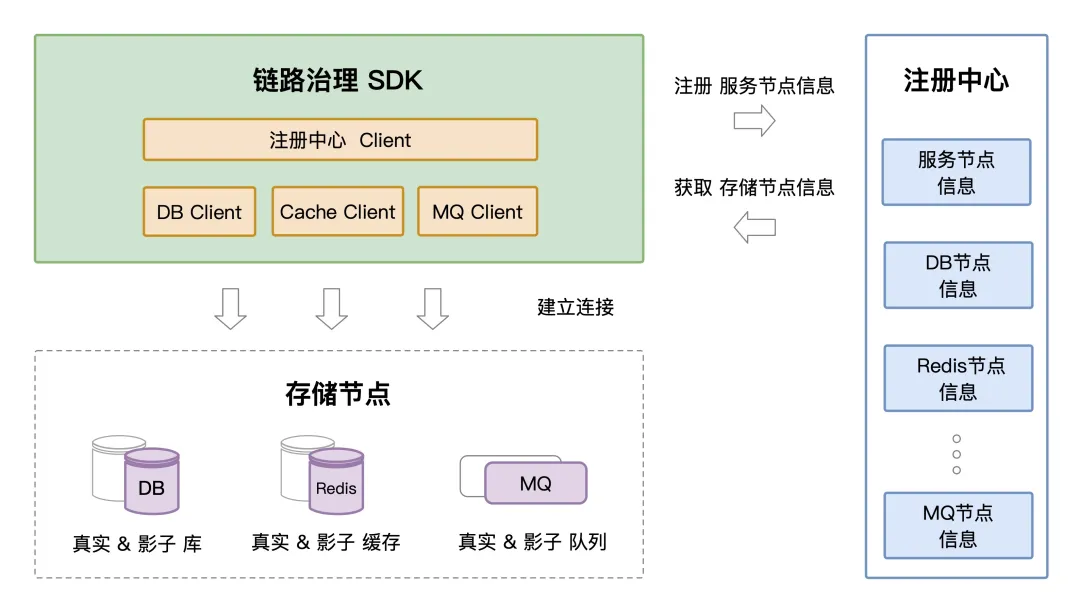 链路治理 SDK
注册中心 Client
DB Client
Cache Client
MQ Client
注册 服务节点信息
获取 存储节点信息
建立连接
存储节点
DB
Redis
MQ
真实 & 影子 库
真实 & 影子 缓存
真实 & 影子 队列
注册中心
服务节点
信息
DB节点
信息
Redis节点
信息
MQ节点
信息